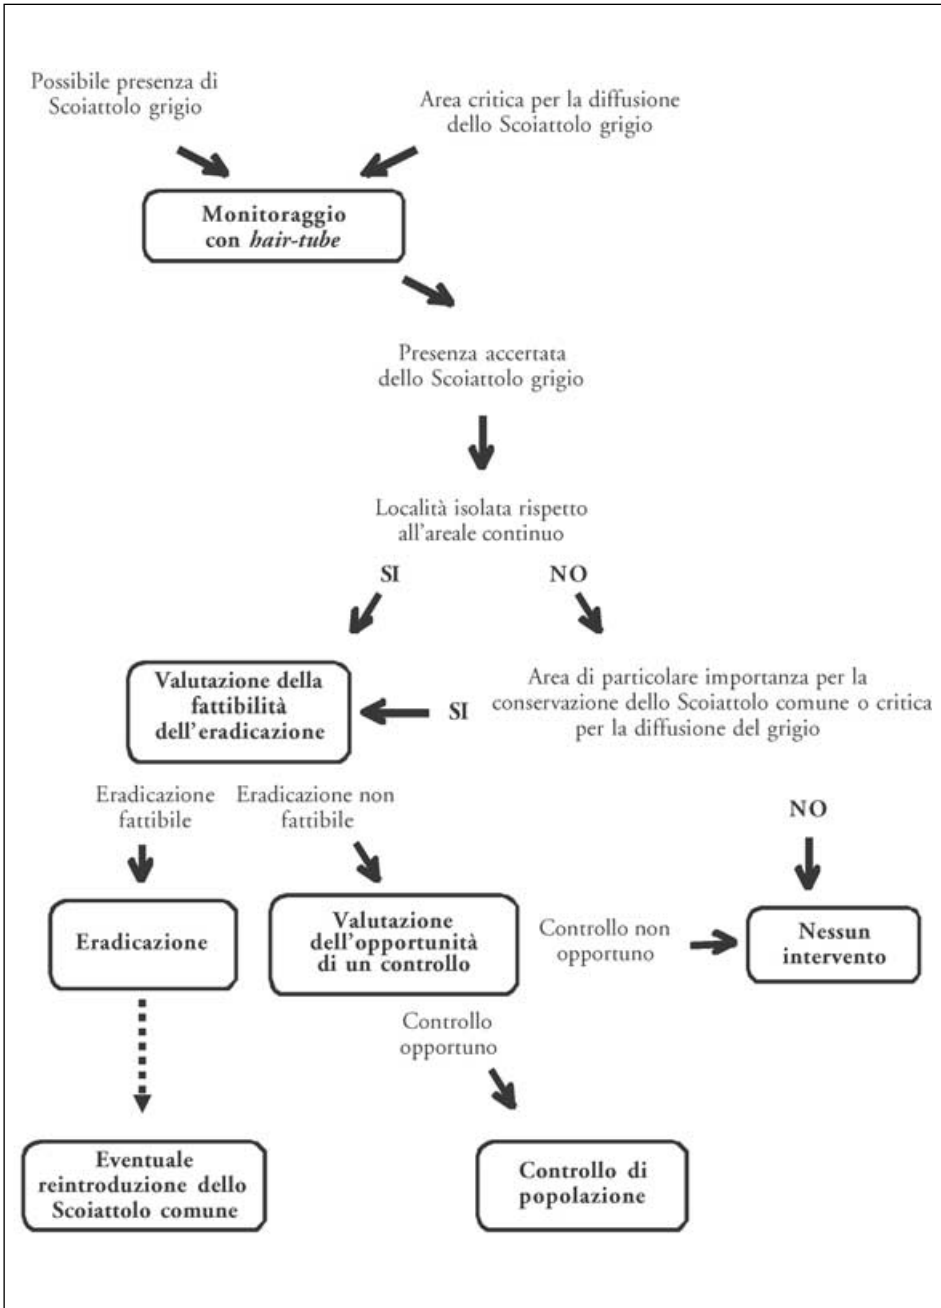 Possibile presenza di
Scoiattolo grigio
Area critica per la diffusione
dello Scoiattolo grigio
Monitoraggio
con hair-tube
Presenza accertata
dello Scoiattolo grigio
Località isolata rispetto
all'areale continuo
SI
NO
Valutazione della
fattibilità
dell'eradicazione
SI
Area di particolare importanza per la
conservazione dello Scoiattolo comune o critica
per la diffusione del grigio
Eradicazione
fattibile
Eradicazione non
fattibile
NO
Eradicazione
Valutazione
dell'opportunità
di un controllo
Controllo non
opportuno
Nessun
intervento
Controllo
opportuno
Eventuale
reintroduzione dello
Scoiattolo comune
Controllo di
popolazione